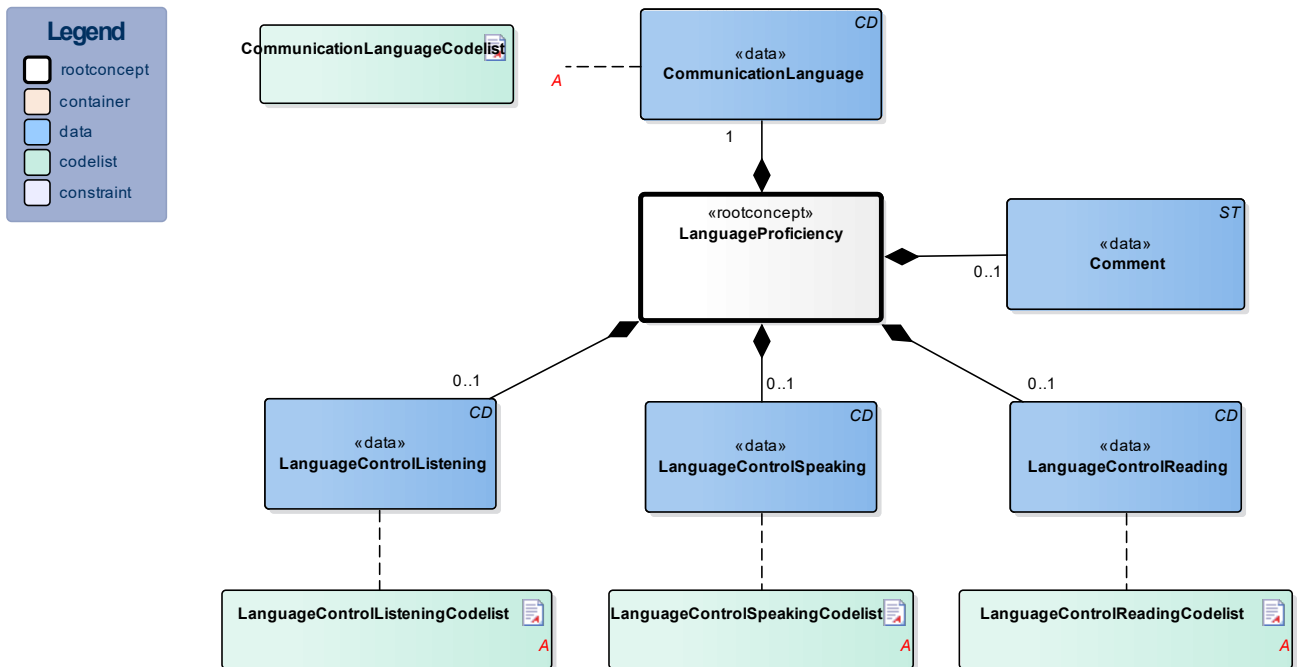 Legend
rootconcept
container
data
codelist
constraint
CommunicationLanguageCodelist
A
CD
«data»
CommunicationLanguage
1
«rootconcept»
LanguageProficiency
ST
«data»
Comment
0..1
0..1
0..1
0..1
CD
«data»
LanguageControlListening
CD
«data»
LanguageControlSpeaking
CD
«data»
LanguageControlReading
LanguageControlListeningCodelist
A
LanguageControlSpeakingCodelist
A
LanguageControlReadingCodelist
A